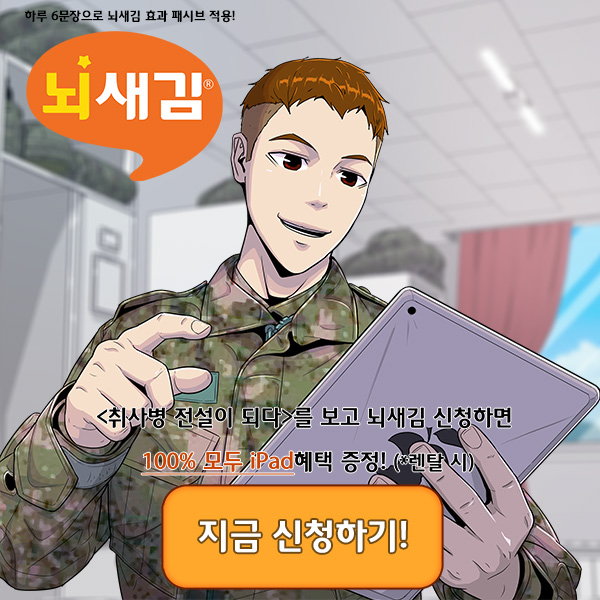 하루 6문장으로 뇌새김 효과 패시브 적용!
뇌새김®
<취사병 전설이 되다>를 보고 뇌새김 신청하면
100% 모두 iPad혜택 증정! (*렌탈 시)
지금 신청하기!